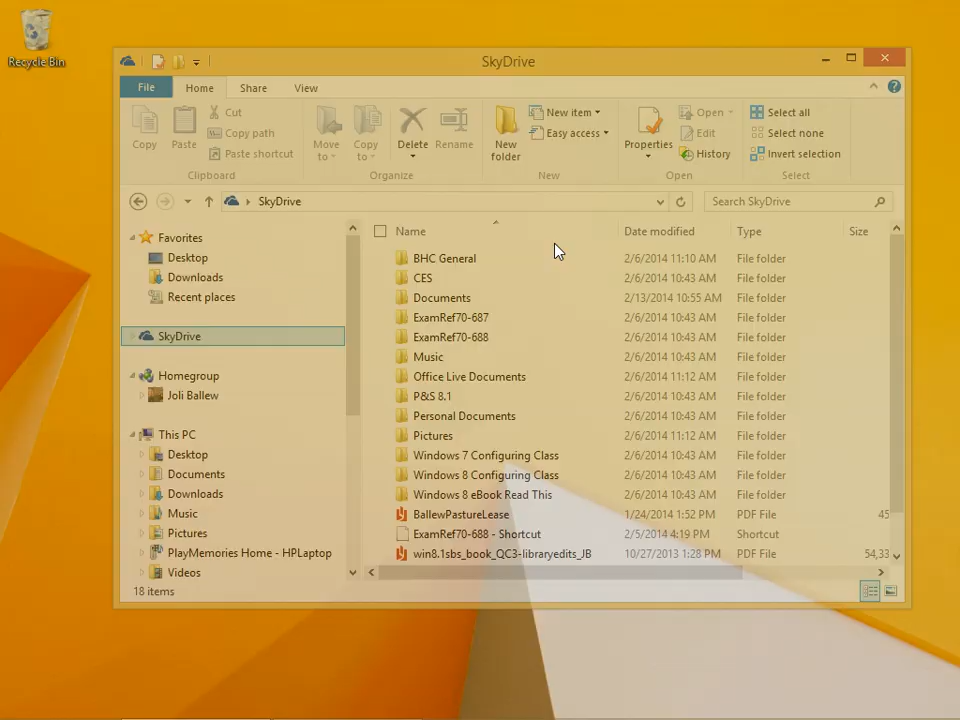 Recycle Bin
SkyDrive
File Home Share View
Copy
Paste
Cut
Copy path
Paste shortcut
Clipboard
Move to
Copy to
Delete
Rename
Organize
New folder
New item
Easy access
New
Properties
Open
Edit
History
Open
Select all
Select none
Invert selection
Select
SkyDrive
Search SkyDrive
Favorites
Desktop
Downloads
Recent places
SkyDrive
Homegroup
Joli Ballew
This PC
Desktop
Documents
Downloads
Music
Pictures
PlayMemories Home - HPLaptop
Videos
Name Date modified Type Size
BHC General 2/6/2014 11:10 AM File folder
CES 2/6/2014 10:43 AM File folder
Documents 2/13/2014 10:55 AM File folder
ExamRef70-687 2/6/2014 10:43 AM File folder
ExamRef70-688 2/6/2014 10:43 AM File folder
Music 2/6/2014 10:43 AM File folder
Office Live Documents 2/6/2014 11:12 AM File folder
P&S 8.1 2/6/2014 10:43 AM File folder
Personal Documents 2/6/2014 10:43 AM File folder
Pictures 2/6/2014 11:12 AM File folder
Windows 7 Configuring Class 2/6/2014 10:43 AM File folder
Windows 8 Configuring Class 2/6/2014 10:43 AM File folder
Windows 8 eBook Read This 2/6/2014 10:43 AM File folder
BallewPastureLease 1/24/2014 1:52 PM PDF File 45
ExamRef70-688 - Shortcut 2/5/2014 4:19 PM Shortcut
win8.1sbs_book_QC3-libraryedits_JB 10/27/2013 1:28 PM PDF File 54,33
18 items